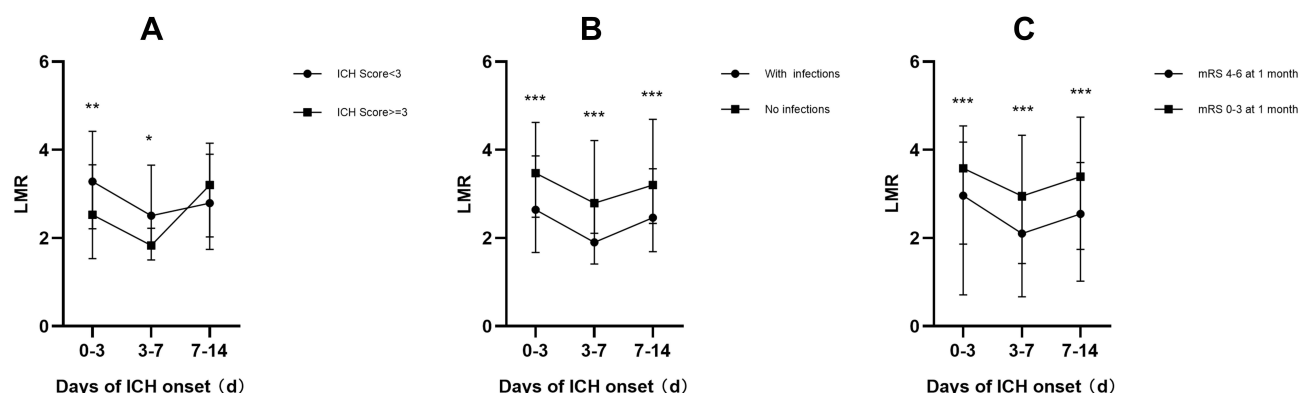 A
6
4
2
0
LMR
**
*
ICH Score<3
ICH Score>=3
0-3 3-7 7-14
Days of ICH onset（d）
B
6
4
2
0
LMR
***
***
***
With infections
No infections
0-3 3-7 7-14
Days of ICH onset（d）
C
6
4
2
0
LMR
***
***
***
mRS 4-6 at 1 month
mRS 0-3 at 1 month
0-3 3-7 7-14
Days of ICH onset（d）